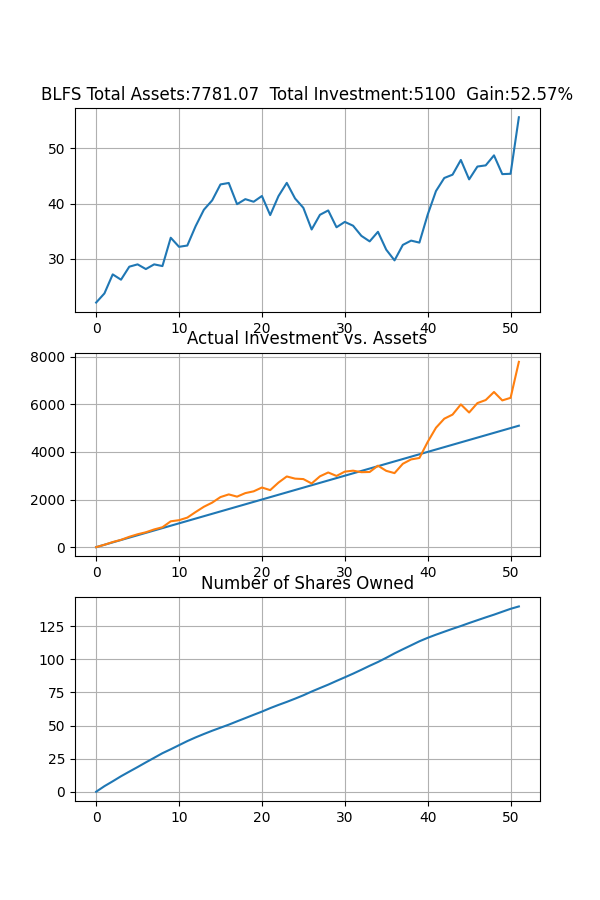 BLFS Total Assets:7781.07  Total Investment:5100  Gain:52.57%
50
40
30
0 10 20 30 40 50
Actual Investment vs. Assets
8000
6000
4000
2000
0
0 10 20 30 40 50
Number of Shares Owned
125
100
75
50
25
0
0 10 20 30 40 50